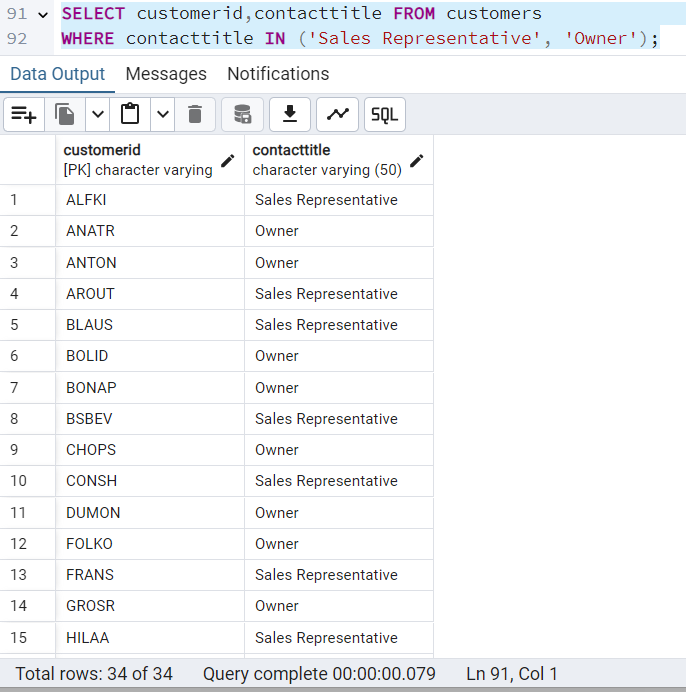 91 SELECT customerid,contacttitle FROM customers
92 WHERE contacttitle IN ('Sales Representative', 'Owner');
Data Output Messages Notifications
SQL
customerid contacttitle
[PK] character varying character varying (50)
1 ALFKI Sales Representative
2 ANATR Owner
3 ANTON Owner
4 AROUT Sales Representative
5 BLAUS Sales Representative
6 BOLID Owner
7 BONAP Owner
8 BSBEV Sales Representative
9 CHOPS Owner
10 CONSH Sales Representative
11 DUMON Owner
12 FOLKO Owner
13 FRANS Sales Representative
14 GROSR Owner
15 HILAA Sales Representative
Total rows: 34 of 34 Query complete 00:00:00.079 Ln 91, Col 1